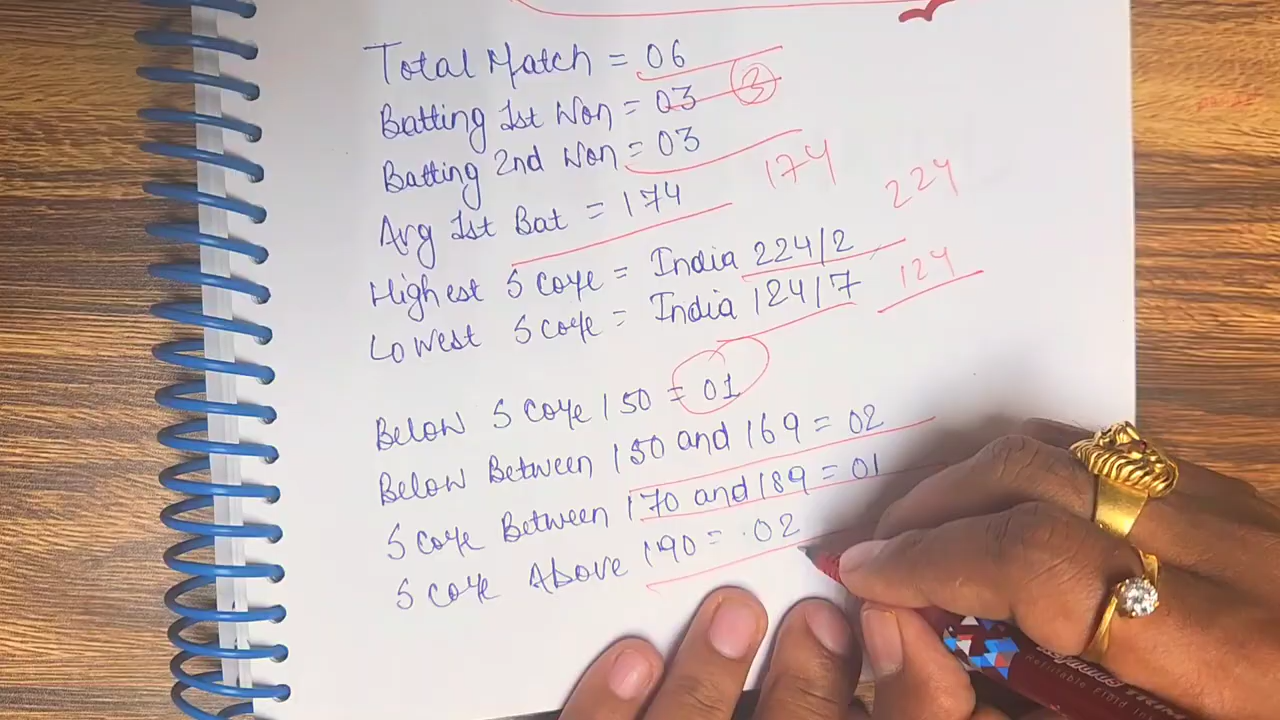 Total Match = 06
Batting 1st Won = 03 3
Batting 2nd Won = 03
Avg 1st Bat = 174 174
Highest Score = India 224/2 224
Lowest Score = India 124/7 124
Below Score 150 = 01
Below Between 150 and 169 = 02
Score Between 170 and 189 = 01
Score Above 190 = .02